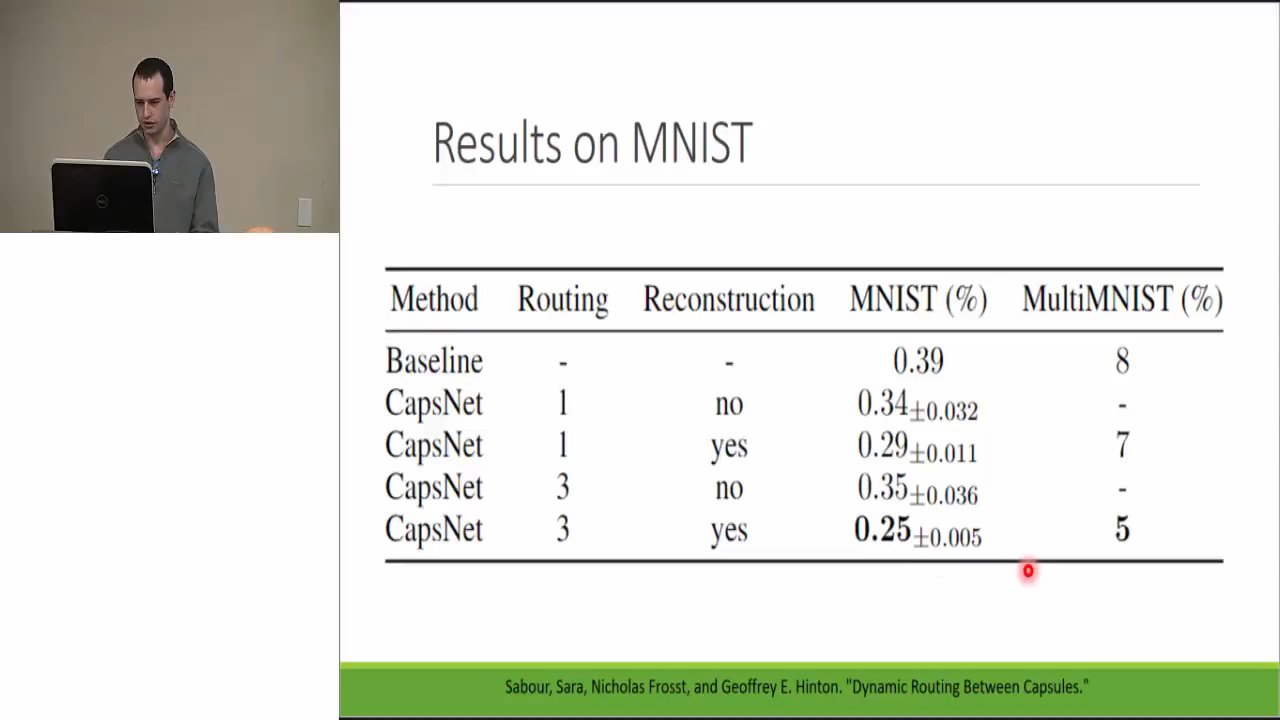 Results on MNIST
Method Routing Reconstruction MNIST (%) MultiMNIST (%)
Baseline - - 0.39 8
CapsNet 1 no 0.34±0.032 -
CapsNet 1 yes 0.29±0.011 7
CapsNet 3 no 0.35±0.036 -
CapsNet 3 yes 0.25±0.005 5
Sabour, Sara, Nicholas Frosst, and Geoffrey E. Hinton. "Dynamic Routing Between Capsules."